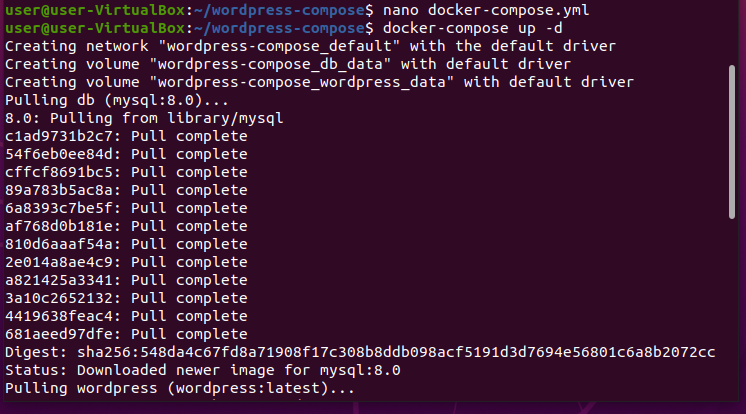 user@user-VirtualBox:~/wordpress-compose$ nano docker-compose.yml
user@user-VirtualBox:~/wordpress-compose$ docker-compose up -d
Creating network "wordpress-compose_default" with the default driver
Creating volume "wordpress-compose_db_data" with default driver
Creating volume "wordpress-compose_wordpress_data" with default driver
Pulling db (mysql:8.0)...
8.0: Pulling from library/mysql
c1ad9731b2c7: Pull complete
54f6eb0ee84d: Pull complete
cffcf8691bc5: Pull complete
89a783b5ac8a: Pull complete
6a8393c7be5f: Pull complete
af768d0b181e: Pull complete
810d6aaaf54a: Pull complete
2e014a8ae4c9: Pull complete
a821425a3341: Pull complete
3a10c2652132: Pull complete
4419638feac4: Pull complete
681aeed97dfe: Pull complete
Digest: sha256:548da4c67fd8a71908f17c308b8ddb098acf5191d3d7694e56801c6a8b2072cc
Status: Downloaded newer image for mysql:8.0
Pulling wordpress (wordpress:latest)...